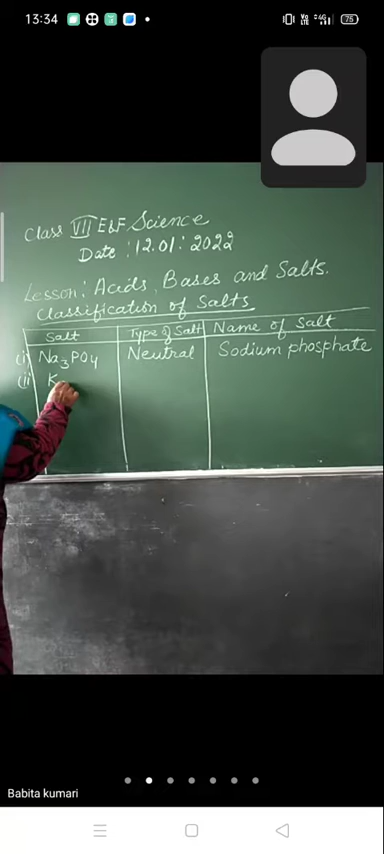 13:34
75
Class VII E&F Science
Date : 12.01: 2022
Lesson: Acids, Bases and Salts.
Classification of Salts
Salt Type of Salt Name of Salt
(i) Na3PO4 Neutral Sodium phosphate
(ii) K
Babita kumari